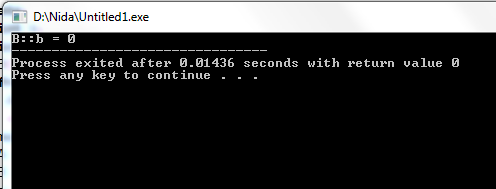 D:\Nida\Untitled1.exe
B::b = 0
--------------------------------
Process exited after 0.01436 seconds with return value 0
Press any key to continue . . .